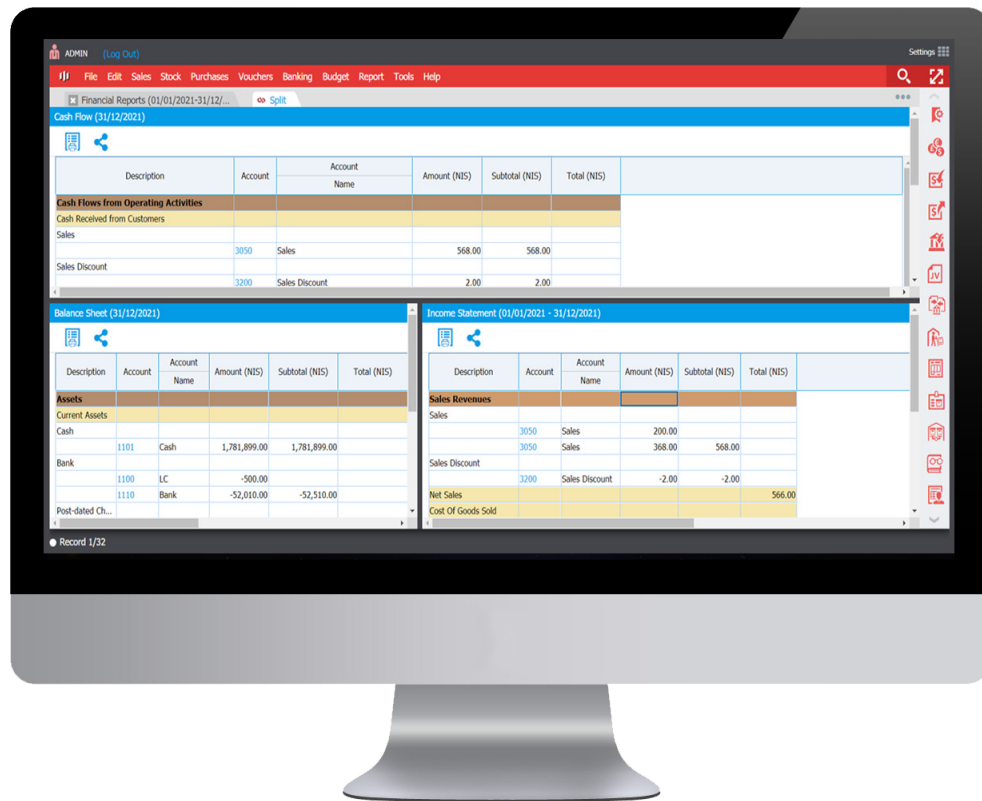 ADMIN (Log Out) Settings
File Edit Sales Stock Purchases Vouchers Banking Budget Report Tools Help
Financial Reports (01/01/2021-31/12/... Split
Cash Flow (31/12/2021)
Description Account Account Name Amount (NIS) Subtotal (NIS) Total (NIS)
Cash Flows from Operating Activities
Cash Received from Customers
Sales
3050 Sales 568.00 568.00
Sales Discount
3200 Sales Discount 2.00 2.00
Balance Sheet (31/12/2021)
Description Account Account Name Amount (NIS) Subtotal (NIS) Total (NIS)
Assets
Current Assets
Cash
1101 Cash 1,781,899.00 1,781,899.00
Bank
1100 LC -500.00
1110 Bank -52,010.00 -52,510.00
Post-dated Ch...
Income Statement (01/01/2021 - 31/12/2021)
Description Account Account Name Amount (NIS) Subtotal (NIS) Total (NIS)
Sales Revenues
Sales
3050 Sales 200.00
3050 Sales 368.00 568.00
Sales Discount
3200 Sales Discount -2.00 -2.00
Net Sales 566.00
Cost Of Goods Sold
JV
Record 1/32